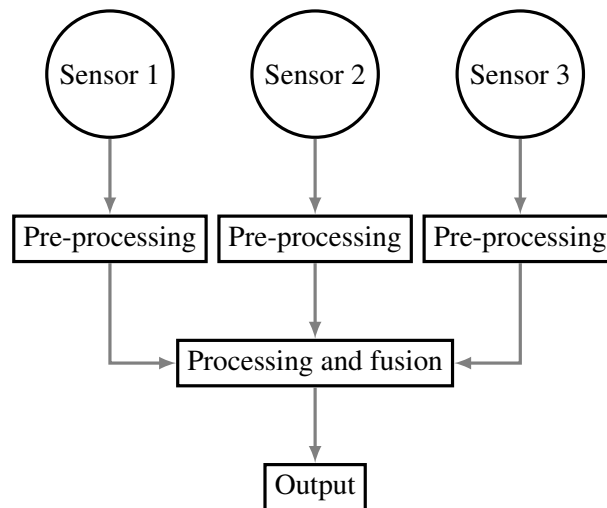 Sensor 1
Sensor 2
Sensor 3
Pre-processing
Pre-processing
Pre-processing
Processing and fusion
Output